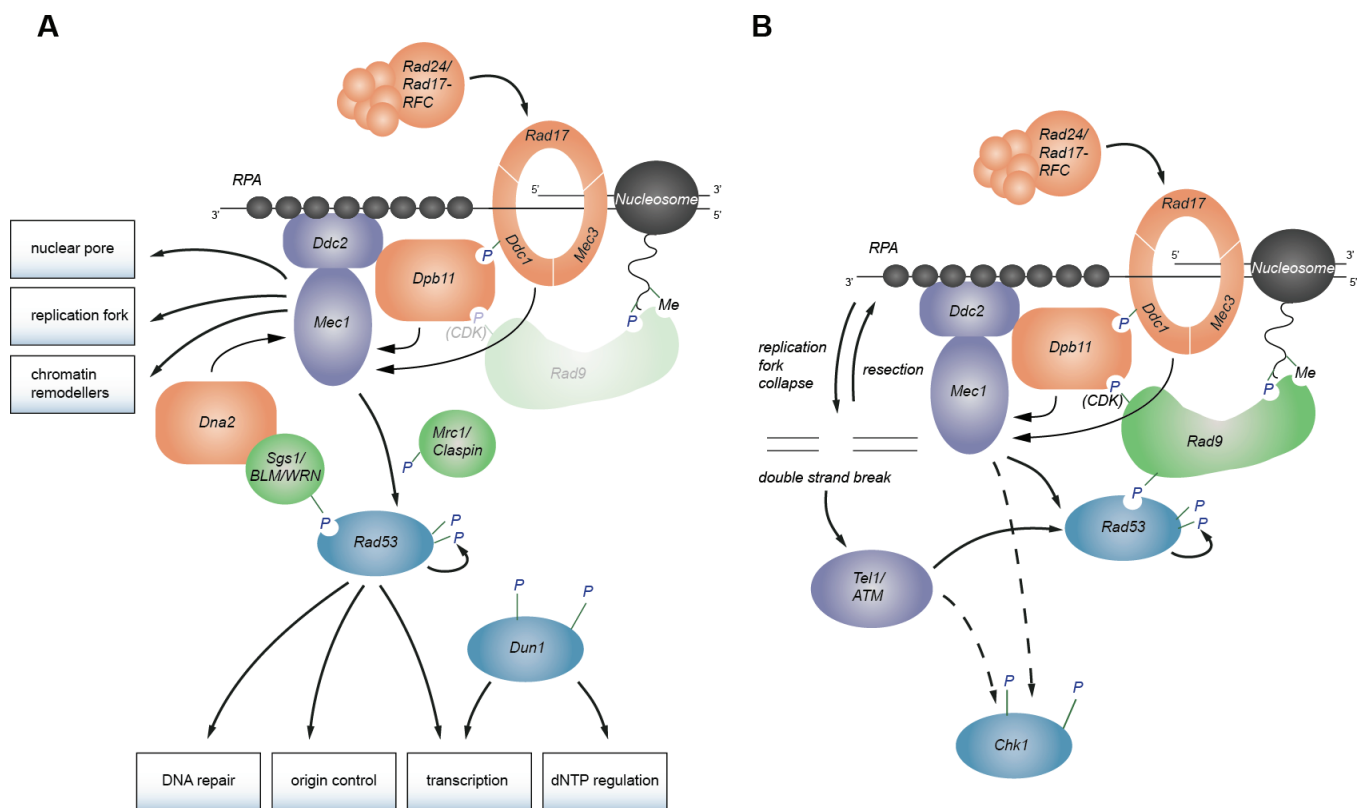 A
Rad24/
Rad17-
RFC
Rad17
RPA
5'
3'
3'
5'
Nucleosome
Ddc2
Ddc1
Mec3
Dpb11
P
P
Me
P
(CDK)
Mec1
Rad9
nuclear pore
replication fork
chromatin
remodellers
Dna2
Sgs1/
BLM/WRN
Mrc1/
Claspin
P
P
Rad53
P
P
P
P
Dun1
DNA repair
origin control
transcription
dNTP regulation
B
Rad24/
Rad17-
RFC
Rad17
RPA
5'
3'
3'
5'
Nucleosome
Ddc2
Ddc1
Mec3
Dpb11
P
P
Me
P
(CDK)
Mec1
Rad9
replication
fork
collapse
resection
double strand break
P
Rad53
P
P
Tel1/
ATM
P
P
Chk1